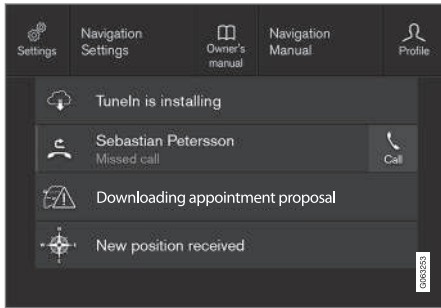 Settings
Navigation
Settings
Owner's
manual
Navigation
Manual
Profile
TuneIn is installing
Sebastian Petersson
Missed call
Call
Downloading appointment proposal
New position received
G063253